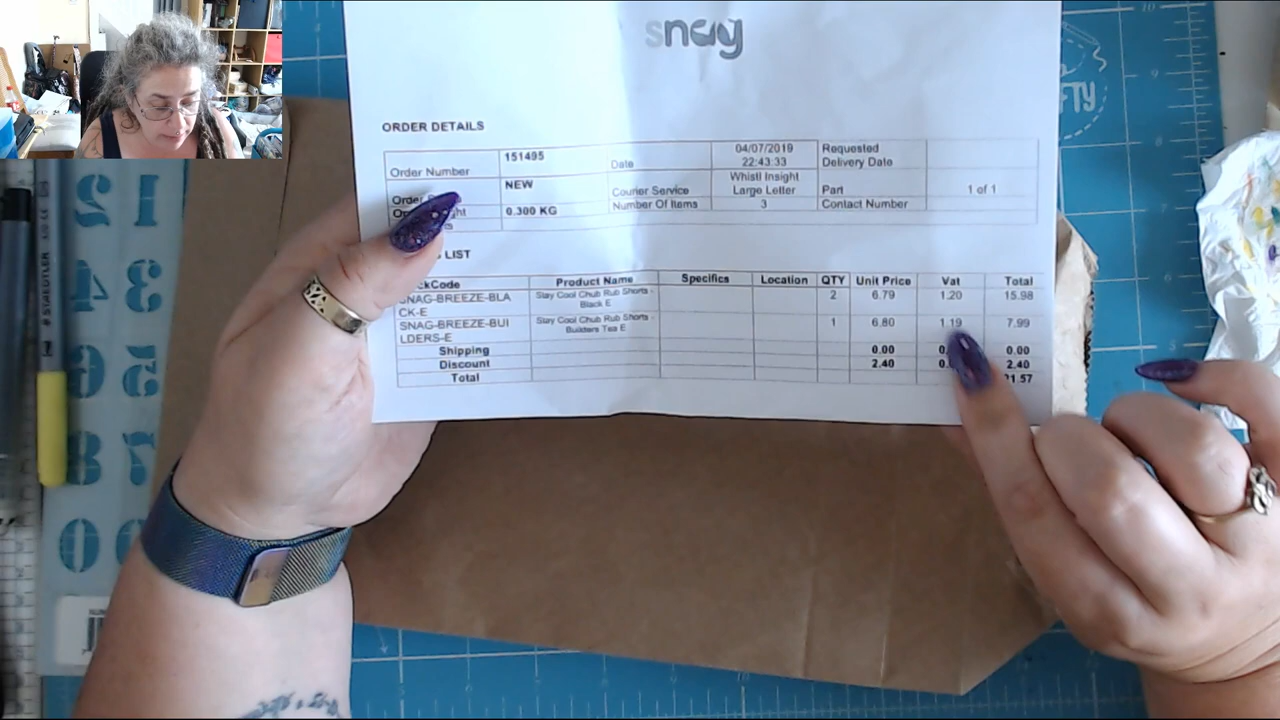 snag
ORDER DETAILS
Order Number 151495 Date 04/07/2019 22:43:33 Requested Delivery Date
NEW Courier Service Whistl Insight Large Letter Part 1 of 1
0.300 KG Number Of Items 3 Contact Number
LIST
Product Name Specifics Location QTY Unit Price Vat Total
SNAG-BREEZE-BLA Stay Cool Chub Rub Shorts - 2 6.79 1.20 15.98
CK-E Black E
SNAG-BREEZE-BUI Stay Cool Chub Rub Shorts - 1 6.80 1.19 7.99
LDERS-E Builders Tea E
Shipping 0.00 0.00
Discount 2.40 2.40
Total
1
2
3
4
6
7
8
0
STAEDTLER
10
9